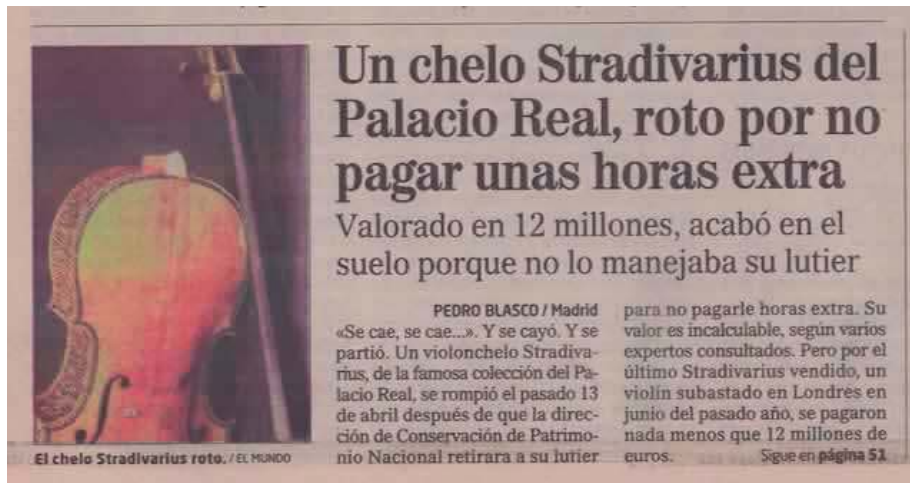 Un chelo Stradivarius del
Palacio Real, roto por no
pagar unas horas extra
Valorado en 12 millones, acabó en el
suelo porque no lo manejaba su lutier
PEDRO BLASCO / Madrid
«Se cae, se cae...». Y se cayó. Y se
partió. Un violonchelo Stradiva-
rius, de la famosa colección del Pa-
lacio Real, se rompió el pasado 13
de abril después de que la direc-
ción de Conservación de Patrimo-
nio Nacional retirara a su lutier
para no pagarle horas extra. Su
valor es incalculable, según varios
expertos consultados. Pero por el
último Stradivarius vendido, un
violín subastado en Londres en
junio del pasado año, se pagaron
nada menos que 12 millones de
euros. Sigue en página 51
El chelo Stradivarius roto. / EL MUNDO